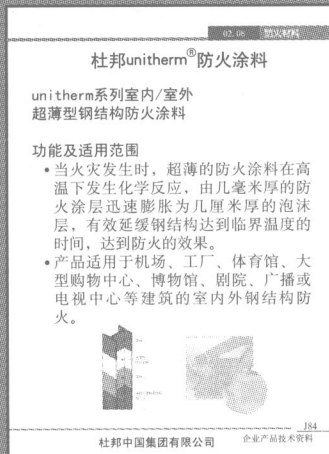 02.06 防火材料
杜邦unitherm®防火涂料
unitherm系列室内/室外
超薄型钢结构防火涂料
功能及适用范围
•当火灾发生时，超薄的防火涂料在高
温下发生化学反应，由几毫米厚的防
火涂层迅速膨胀为几厘米厚的泡沫
层，有效延缓钢结构达到临界温度的
时间，达到防火的效果。
•产品适用于机场、工厂、体育馆、大
型购物中心、博物馆、剧院、广播或
电视中心等建筑的室内外钢结构防
火。
J84
杜邦中国集团有限公司 企业产品技术资料